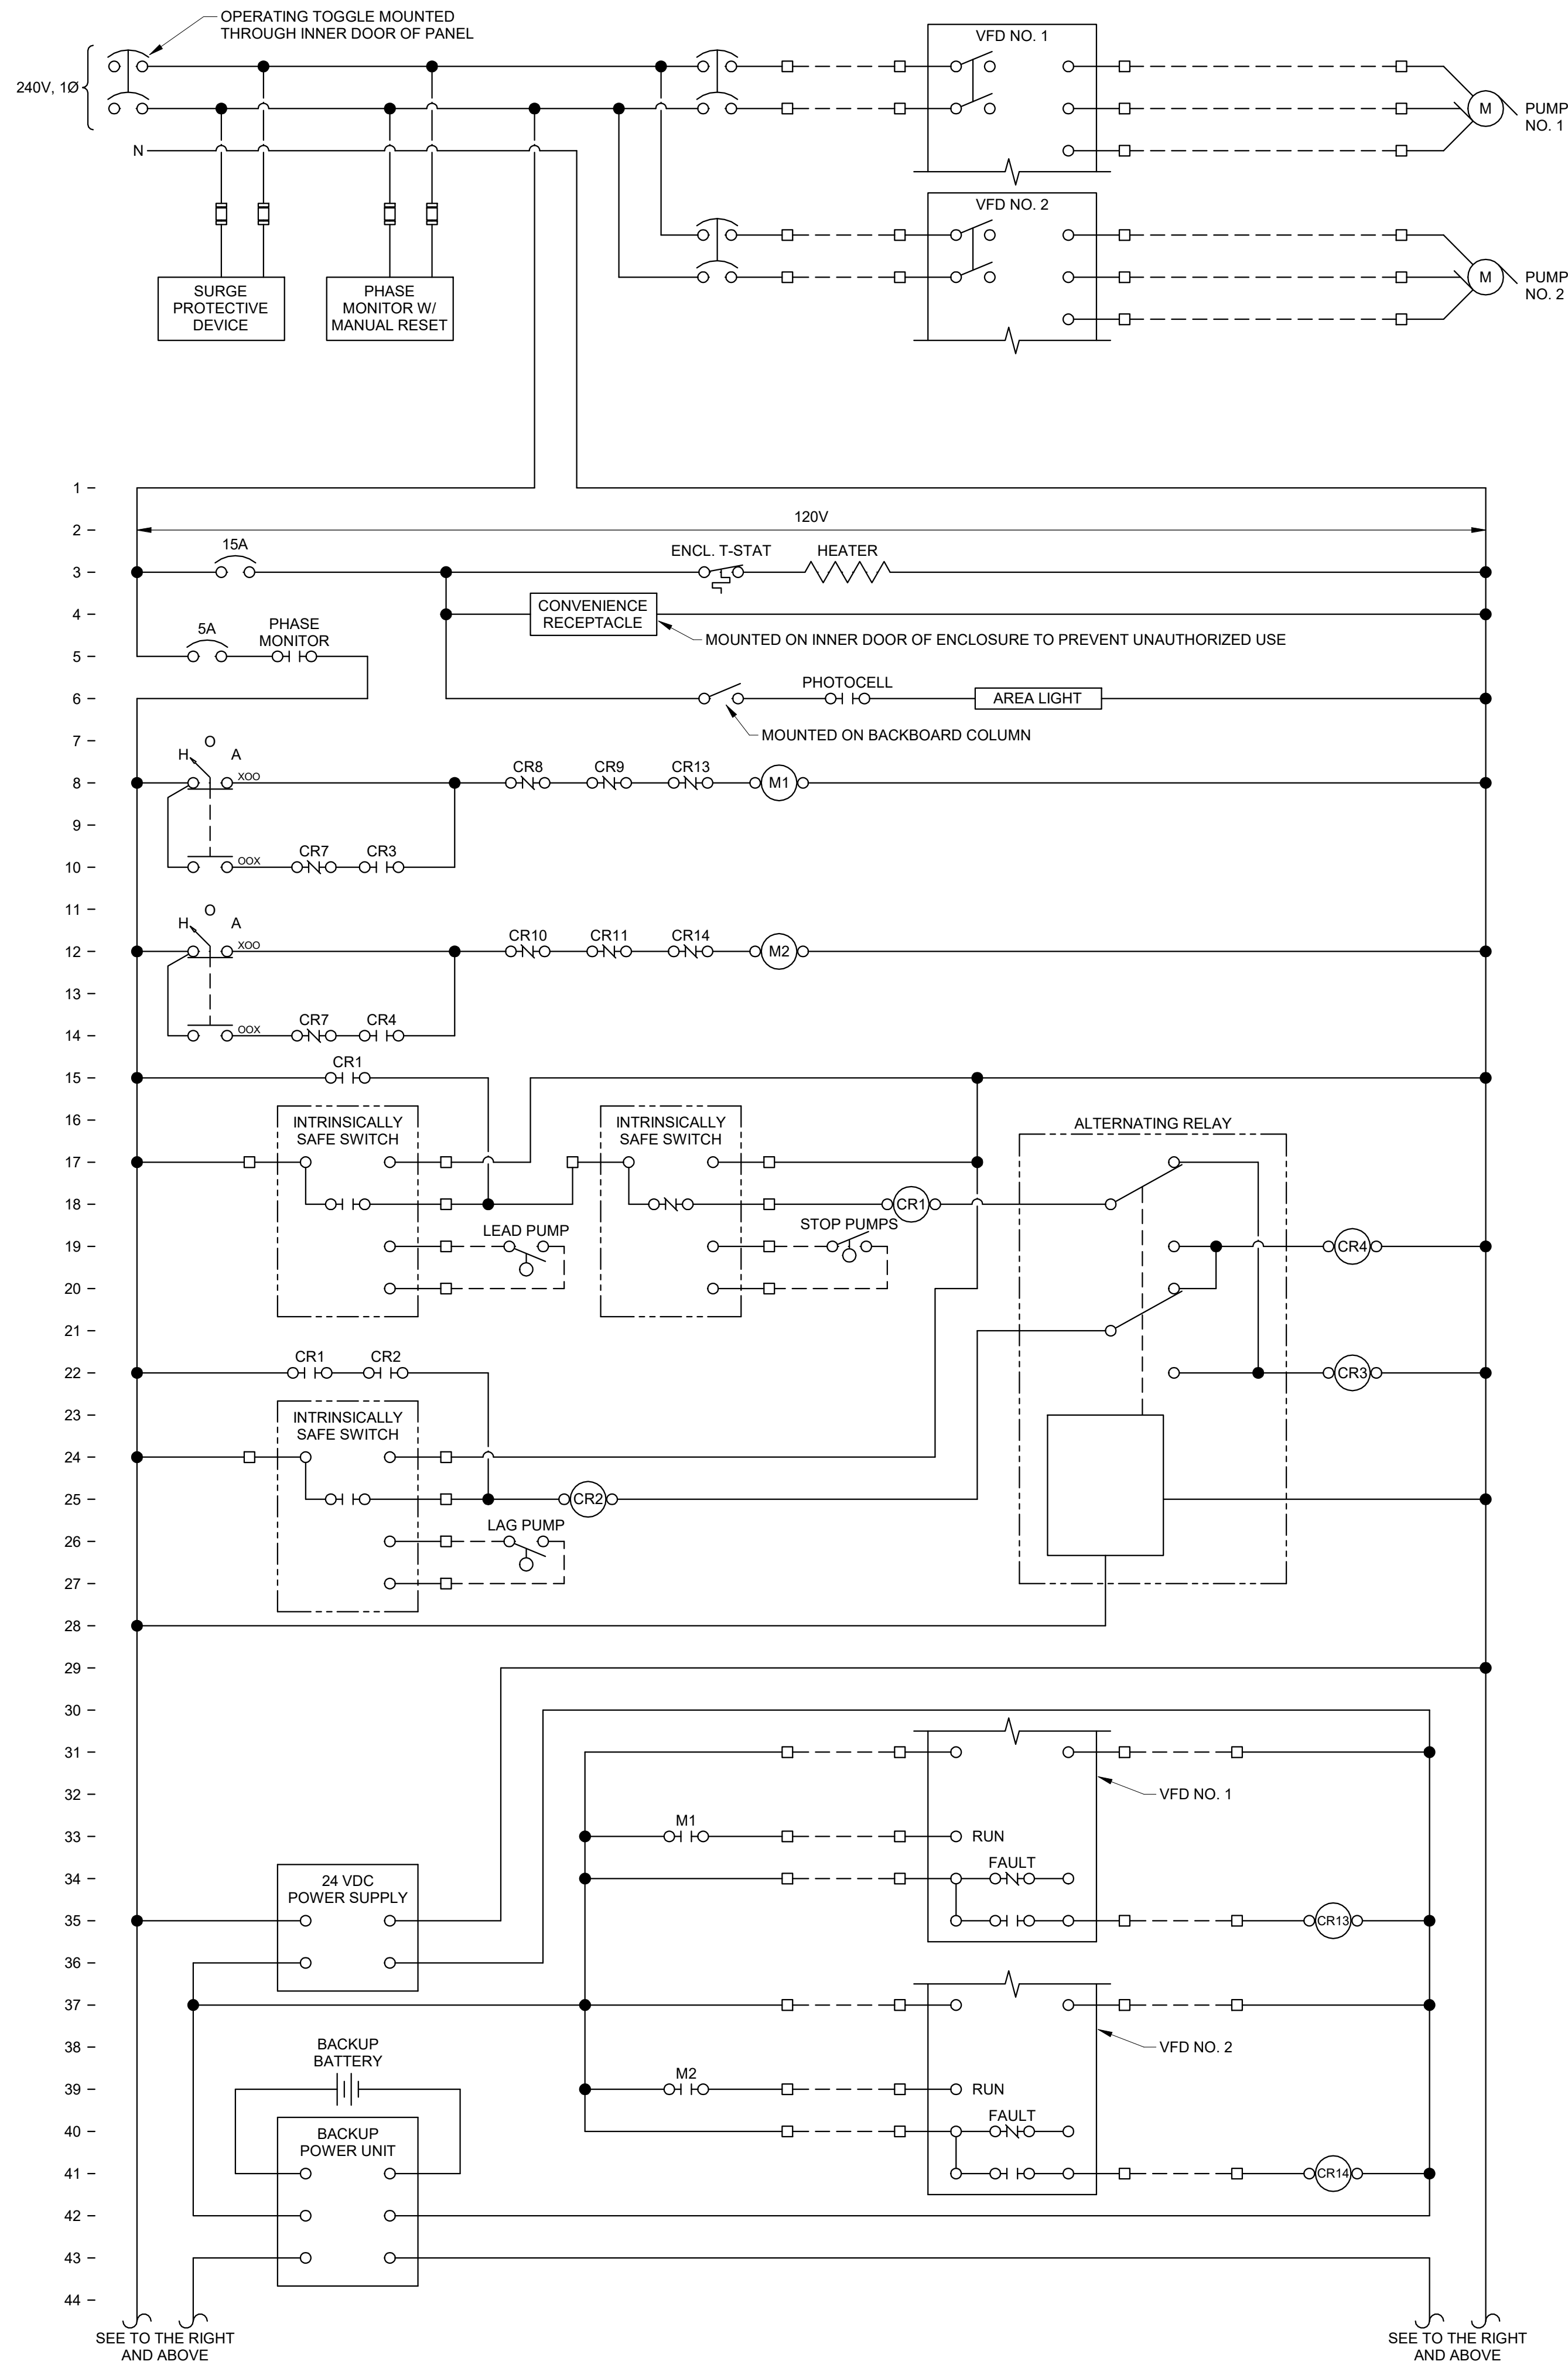 OPERATING TOGGLE MOUNTED
THROUGH INNER DOOR OF PANEL
240V, 1Ø
N
VFD NO. 1
M
PUMP
NO. 1
VFD NO. 2
M
PUMP
NO. 2
SURGE
PROTECTIVE
DEVICE
PHASE
MONITOR W/
MANUAL RESET
1
2
120V
15A
ENCL. T-STAT
HEATER
3
4
CONVENIENCE
RECEPTACLE
MOUNTED ON INNER DOOR OF ENCLOSURE TO PREVENT UNAUTHORIZED USE
5A
PHASE
MONITOR
5
6
PHOTOCELL
AREA LIGHT
MOUNTED ON BACKBOARD COLUMN
7
H
O
A
8
XOO
CR8
CR9
CR13
M1
9
10
OOX
CR7
CR3
11
H
O
A
12
XOO
CR10
CR11
CR14
M2
13
14
OOX
CR7
CR4
15
CR1
16
INTRINSICALLY
SAFE SWITCH
INTRINSICALLY
SAFE SWITCH
ALTERNATING RELAY
17
18
CR1
LEAD PUMP
STOP PUMPS
19
CR4
20
21
22
CR1
CR2
CR3
23
INTRINSICALLY
SAFE SWITCH
24
25
CR2
LAG PUMP
26
27
28
29
30
31
32
VFD NO. 1
33
M1
RUN
34
FAULT
24 VDC
POWER SUPPLY
35
CR13
36
37
38
VFD NO. 2
BACKUP
BATTERY
39
M2
RUN
40
FAULT
BACKUP
POWER UNIT
41
CR14
42
43
44
SEE TO THE RIGHT
AND ABOVE
SEE TO THE RIGHT
AND ABOVE